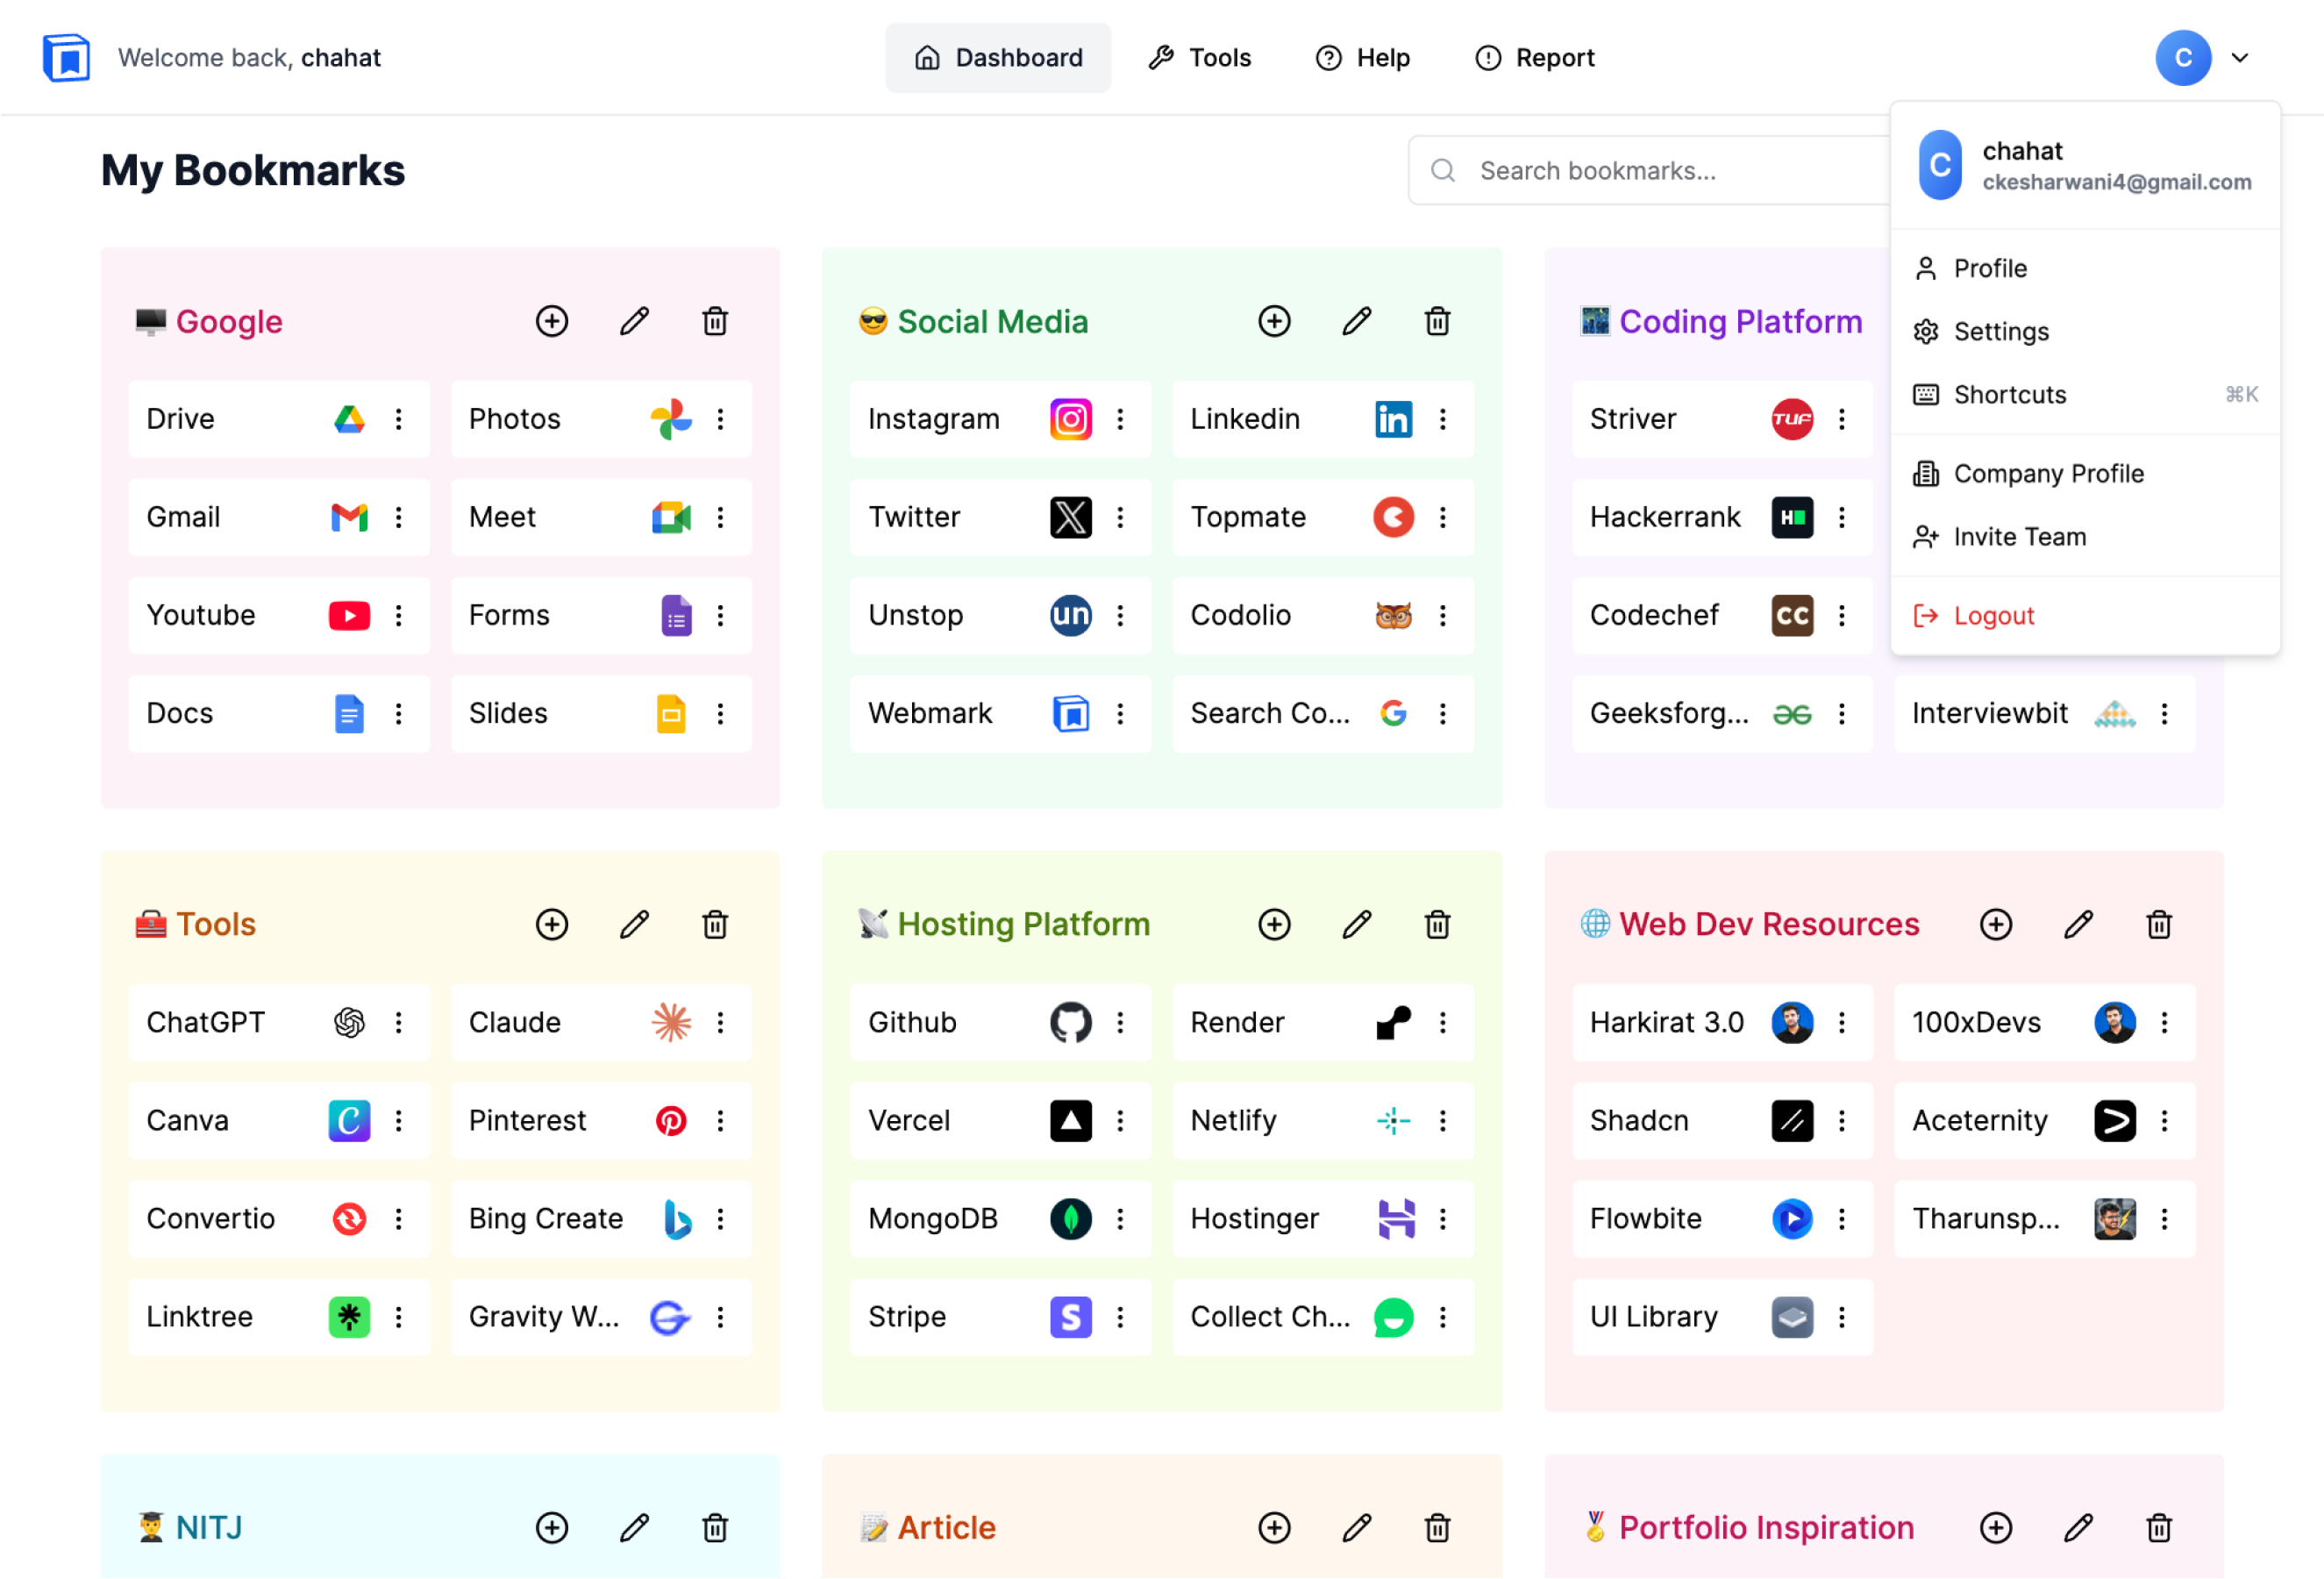 Welcome back, chahat
Dashboard
Tools
Help
Report
C
My Bookmarks
Search bookmarks...
C
chahat
ckesharwani4@gmail.com
Profile
Settings
Shortcuts ⌘K
Company Profile
Invite Team
Logout
Google
Drive
Photos
Gmail
Meet
Youtube
Forms
Docs
Slides
Social Media
Instagram
Linkedin in
Twitter
Topmate
Unstop un
Codolio
Webmark
Search Co...
Coding Platform
Striver TUF
Hackerrank H
Codechef CC
Geeksforg...
Interviewbit
Tools
ChatGPT
Claude
Canva C
Pinterest
Convertio
Bing Create
Linktree
Gravity W...
Hosting Platform
Github
Render
Vercel
Netlify
MongoDB
Hostinger
Stripe S
Collect Ch...
Web Dev Resources
Harkirat 3.0
100xDevs
Shadcn
Aceternity
Flowbite
Tharunsp...
UI Library
NITJ
Article
Portfolio Inspiration